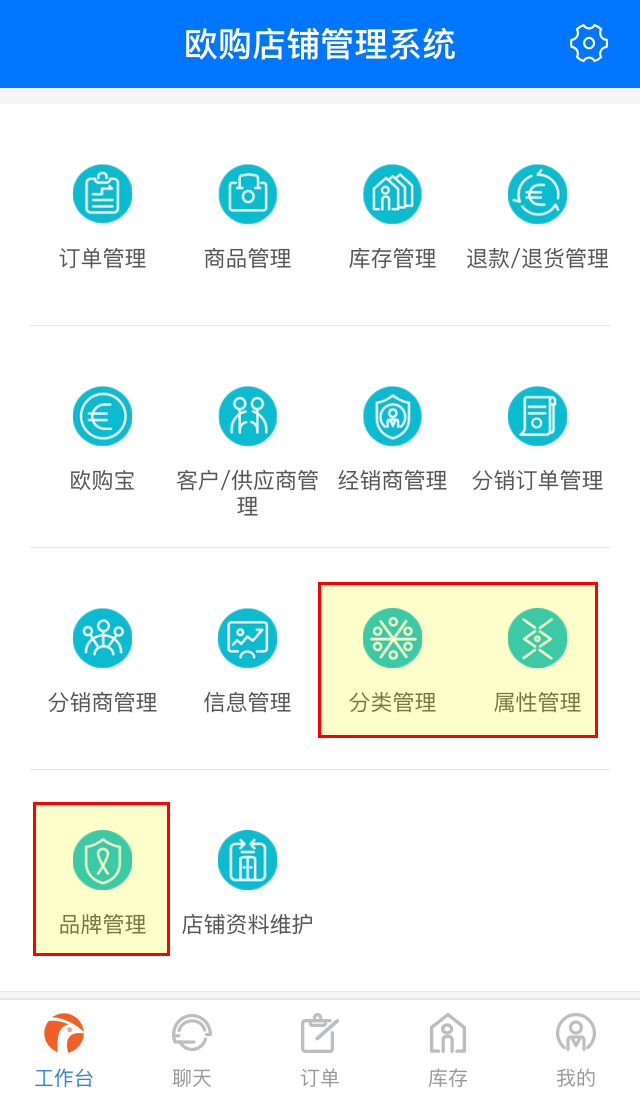 欧购店铺管理系统
订单管理 商品管理 库存管理 退款/退货管理
欧购宝 客户/供应商管理 经销商管理 分销订单管理
分销商管理 信息管理 分类管理 属性管理
品牌管理 店铺资料维护
工作台 聊天 订单 库存 我的